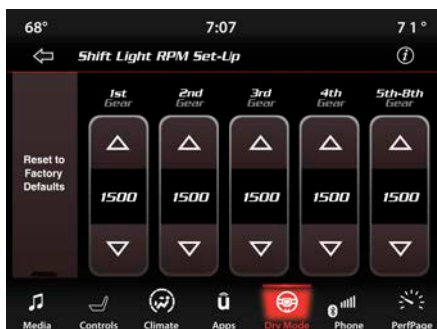 68° 7:07 71°
Shift Light RPM Set-Up i
1st 2nd 3rd 4th 5th-8th
Gear Gear Gear Gear Gear
Reset to
Factory
Defaults
1500 1500 1500 1500 1500
û
Media Controls Climate Apps Drv Mode Phone PerfPage